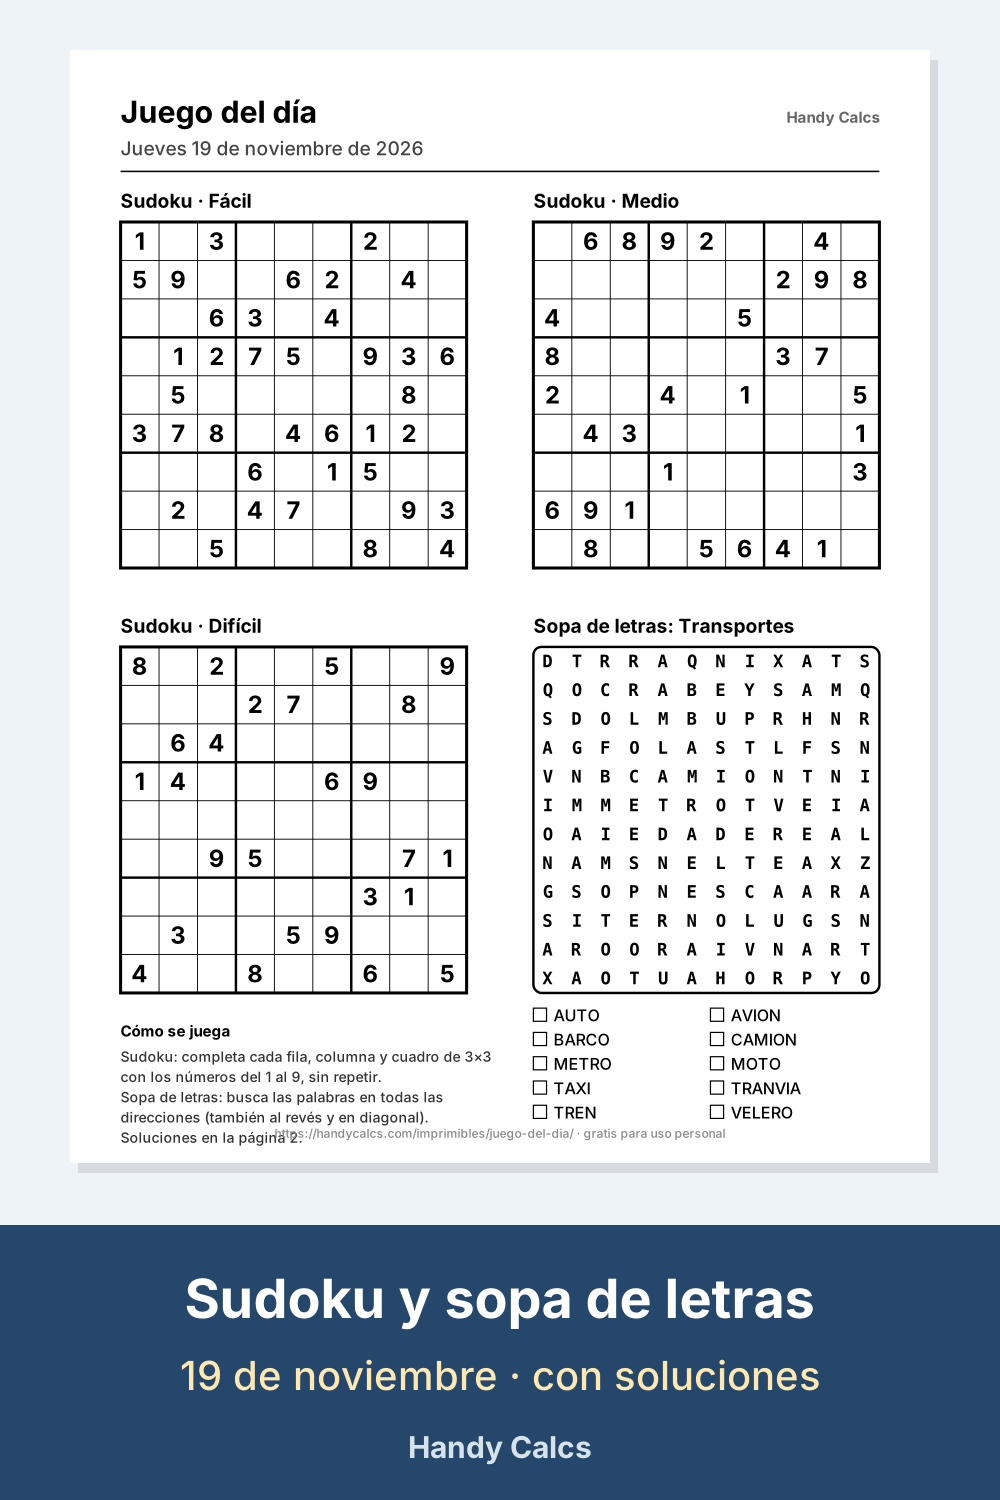 Juego del día
Handy Calcs
Jueves 19 de noviembre de 2026
Sudoku · Fácil
1 3 2
5 9 6 2 4
6 3 4
1 2 7 5 9 3 6
5 8
3 7 8 4 6 1 2
6 1 5
2 4 7 9 3
5 8 4
Sudoku · Medio
6 8 9 2 4
2 9 8
4 5
8 3 7
2 4 1 5
4 3 1
1 3
6 9 1
8 5 6 4 1
Sudoku · Difícil
8 2 5 9
2 7 8
6 4
1 4 6 9
9 5 7 1
3 1
3 5 9
4 8 6 5
Sopa de letras: Transportes
D T R R A Q N I X A T S
Q O C R A B E Y S A M Q
S D O L M B U P R H N R
A G F O L A S T L F S N
V N B C A M I O N T N I
I M M E T R O T V E I A
O A I E D A D E R E A L
N A M S N E L T E A X Z
G S O P N E S C A A R A
S I T E R N O L U G S N
A R O O R A I V N A R T
X A O T U A H O R P Y O
AUTO
AVION
BARCO
CAMION
METRO
MOTO
TAXI
TRANVIA
TREN
VELERO
Cómo se juega
Sudoku: completa cada fila, columna y cuadro de 3×3
con los números del 1 al 9, sin repetir.
Sopa de letras: busca las palabras en todas las
direcciones (también al revés y en diagonal).
Soluciones en la página 2.
https://handycalcs.com/imprimibles/juego-del-dia/ · gratis para uso personal
Sudoku y sopa de letras
19 de noviembre · con soluciones
Handy Calcs